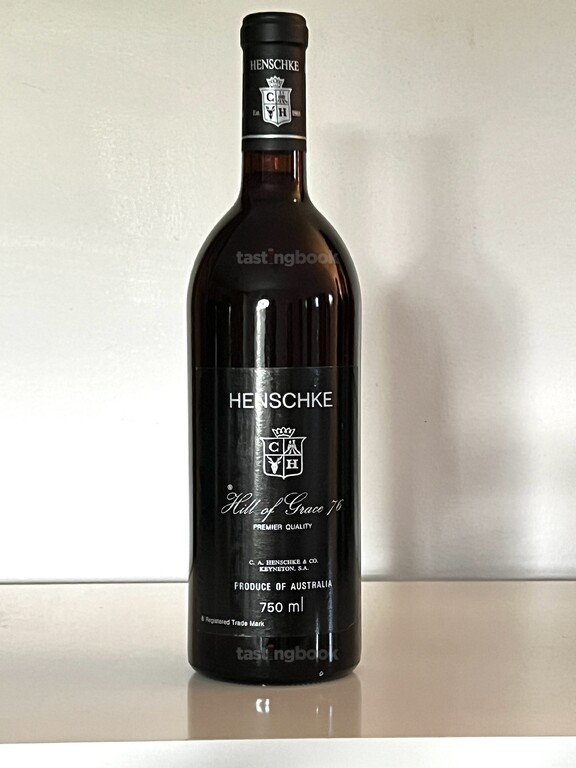 HENSCHKE
C
H
Est.
tastingbook
HENSCHKE
C
H
®
Hill of Grace 76
PREMIER QUALITY
C. A. HENSCHKE & CO.
KEYNETON, S.A.
PRODUCE OF AUSTRALIA
750 ml
® Registered Trade Mark
tastingbook